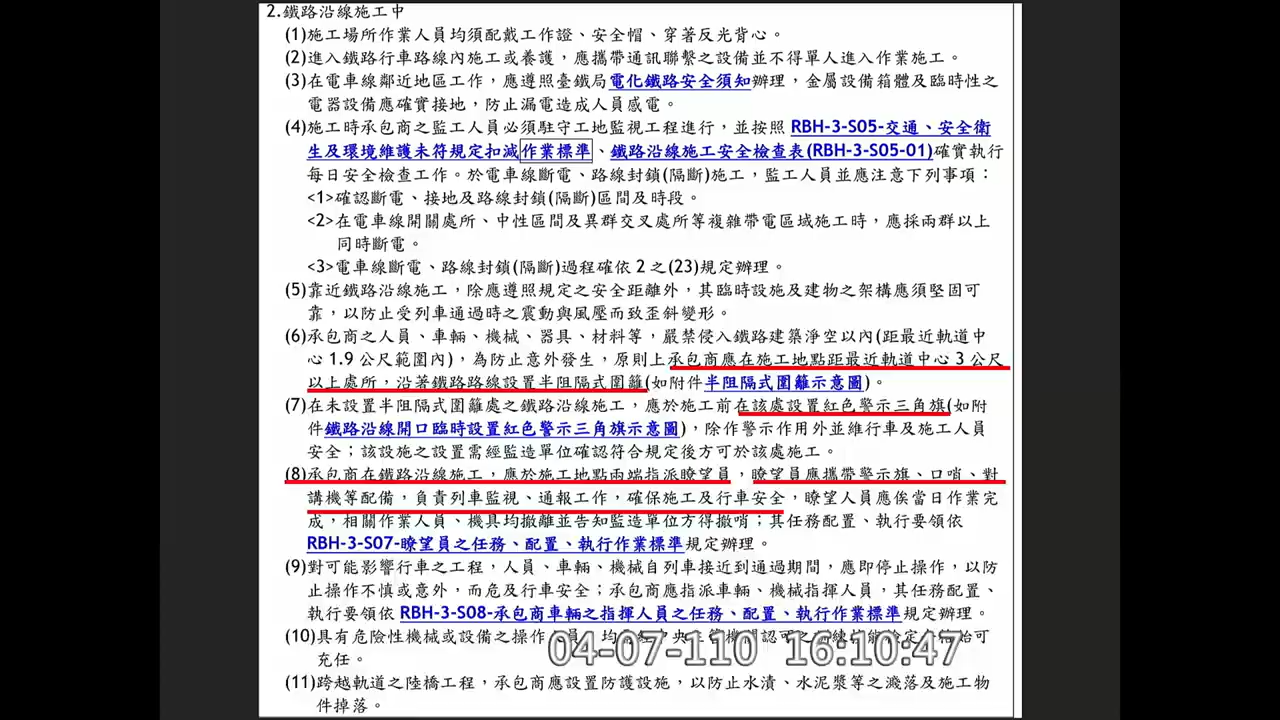 2.鐵路沿線施工中
(1)施工場所作業人員均須配戴工作證、安全帽、穿著反光背心。
(2)進入鐵路行車路線內施工或養護，應攜帶通訊聯繫之設備並不得單人進入作業施工。
(3)在電車線鄰近地區工作，應遵照臺鐵局電化鐵路安全須知辦理，金屬設備箱體及臨時性之
電器設備應確實接地，防止漏電造成人員感電。
(4)施工時承包商之監工人員必須駐守工地監視工程進行，並按照 RBH-3-S05-交通、安全衛
生及環境維護未符規定扣減作業標準、鐵路沿線施工安全檢查表(RBH-3-S05-01)確實執行
每日安全檢查工作。於電車線斷電、路線封鎖(隔斷)施工，監工人員並應注意下列事項：
<1>確認斷電、接地及路線封鎖(隔斷)區間及時段。
<2>在電車線開關處所、中性區間及異群交叉處所等複雜帶電區域施工時，應採兩群以上
同時斷電。
<3>電車線斷電、路線封鎖(隔斷)過程確依 2 之(23)規定辦理。
(5)靠近鐵路沿線施工，除應遵照規定之安全距離外，其臨時設施及建物之架構應須堅固可
靠，以防止受列車通過時之震動與風壓而致歪斜變形。
(6)承包商之人員、車輛、機械、器具、材料等，嚴禁侵入鐵路建築淨空以內(距最近軌道中
心 1.9 公尺範圍內)，為防止意外發生，原則上承包商應在施工地點距最近軌道中心 3 公尺
以上處所，沿著鐵路路線設置半阻隔式圍籬(如附件半阻隔式圍籬示意圖)。
(7)在未設置半阻隔式圍籬處之鐵路沿線施工，應於施工前在該處設置紅色警示三角旗(如附
件鐵路沿線開口臨時設置紅色警示三角旗示意圖)，除作警示作用外並維行車及施工人員
安全；該設施之設置需經監造單位確認符合規定後方可於該處施工。
(8)承包商在鐵路沿線施工，應於施工地點兩端指派瞭望員，瞭望員應攜帶警示旗、口哨、對
講機等配備，負責列車監視、通報工作，確保施工及行車安全，瞭望人員應俟當日作業完
成，相關作業人員、機具均撤離並告知監造單位方得撤哨；其任務配置、執行要領依
RBH-3-S07-瞭望員之任務、配置、執行作業標準規定辦理。
(9)對可能影響行車之工程，人員、車輛、機械自列車接近到通過期間，應即停止操作，以防
止操作不慎或意外，而危及行車安全；承包商應指派車輛、機械指揮人員，其任務配置、
執行要領依 RBH-3-S08-承包商車輛之指揮人員之任務、配置、執行作業標準規定辦理。
(10)具有危險性機械或設備之操作
充任。
04-07-110 16:10:47
(11)跨越軌道之陸橋工程，承包商應設置防護設施，以防止水漬、水泥漿等之濺落及施工物
件掉落。